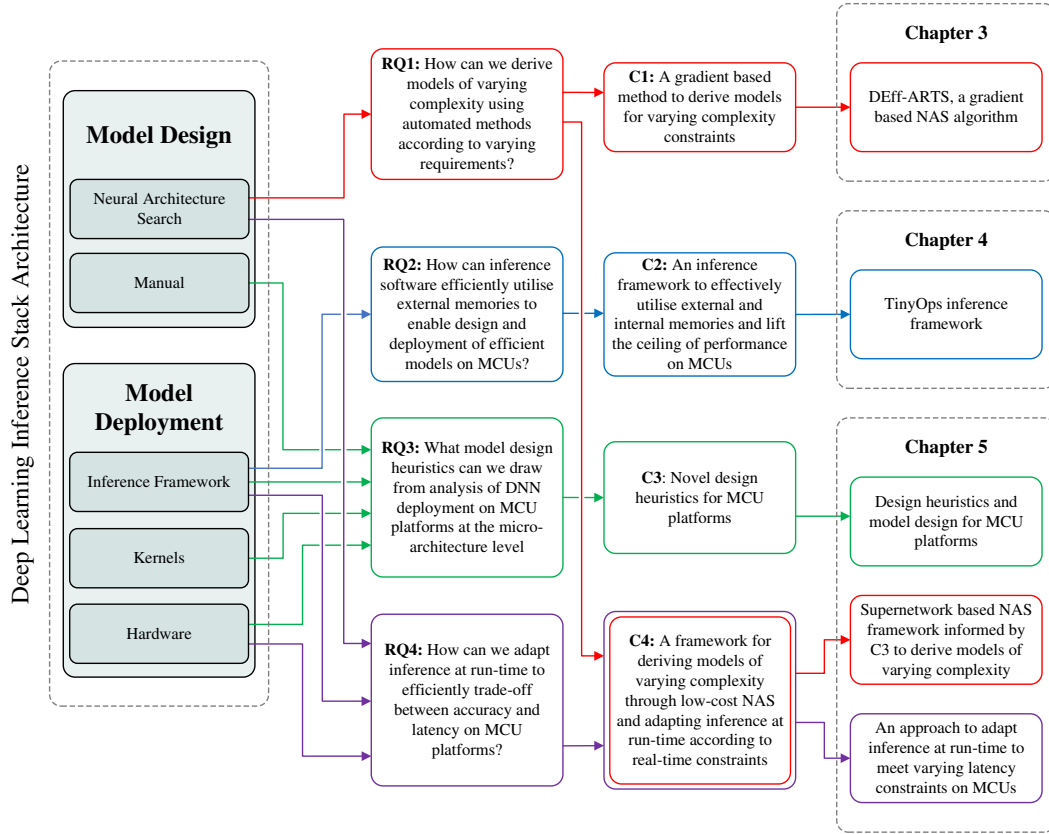 Deep Learning Inference Stack Architecture
Model Design
Neural Architecture
Search
Manual
Model
Deployment
Inference Framework
Kernels
Hardware
RQ1: How can we derive
models of varying
complexity using
automated methods
according to varying
requirements?
RQ2: How can inference
software efficiently utilise
external memories to
enable design and
deployment of efficient
models on MCUs?
RQ3: What model design
heuristics can we draw
from analysis of DNN
deployment on MCU
platforms at the micro-
architecture level
RQ4: How can we adapt
inference at run-time to
efficiently trade-off
between accuracy and
latency on MCU
platforms?
C1: A gradient based
method to derive models
for varying complexity
constraints
C2: An inference
framework to effectively
utilise external and
internal memories and lift
the ceiling of performance
on MCUs
C3: Novel design
heuristics for MCU
platforms
C4: A framework for
deriving models of
varying complexity
through low-cost NAS
and adapting inference at
run-time according to
real-time constraints
Chapter 3
DEff-ARTS, a gradient
based NAS algorithm
Chapter 4
TinyOps inference
framework
Chapter 5
Design heuristics and
model design for MCU
platforms
Supernetwork based NAS
framework informed by
C3 to derive models of
varying complexity
An approach to adapt
inference at run-time to
meet varying latency
constraints on MCUs